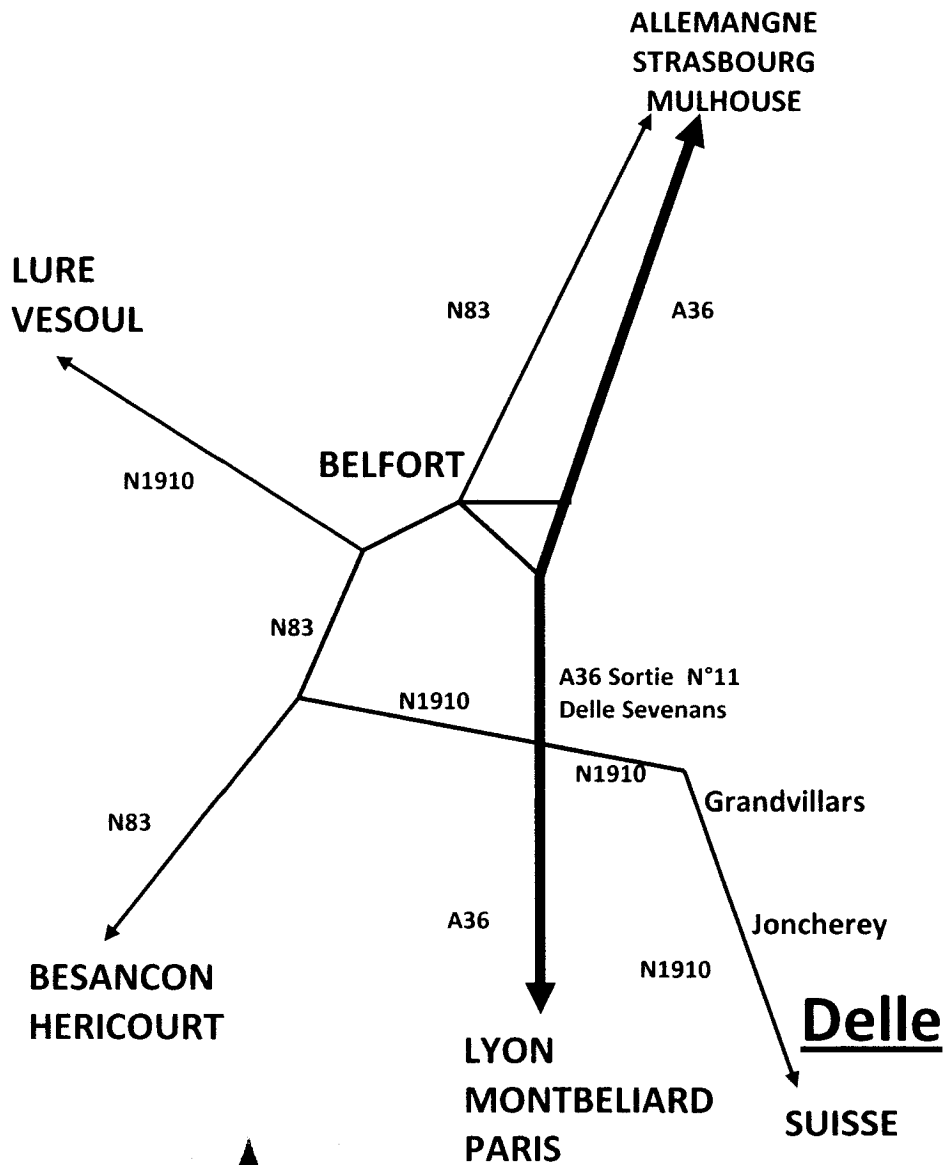 ALLEMANGNE
STRASBOURG
MULHOUSE
LURE
VESOUL
N83
A36
BELFORT
N1910
N83
A36 Sortie N°11
Delle Sevenans
N1910
N1910
Grandvillars
N83
A36
Joncherey
N1910
BESANCON
HERICOURT
Delle
LYON
MONTBELIARD
PARIS
SUISSE